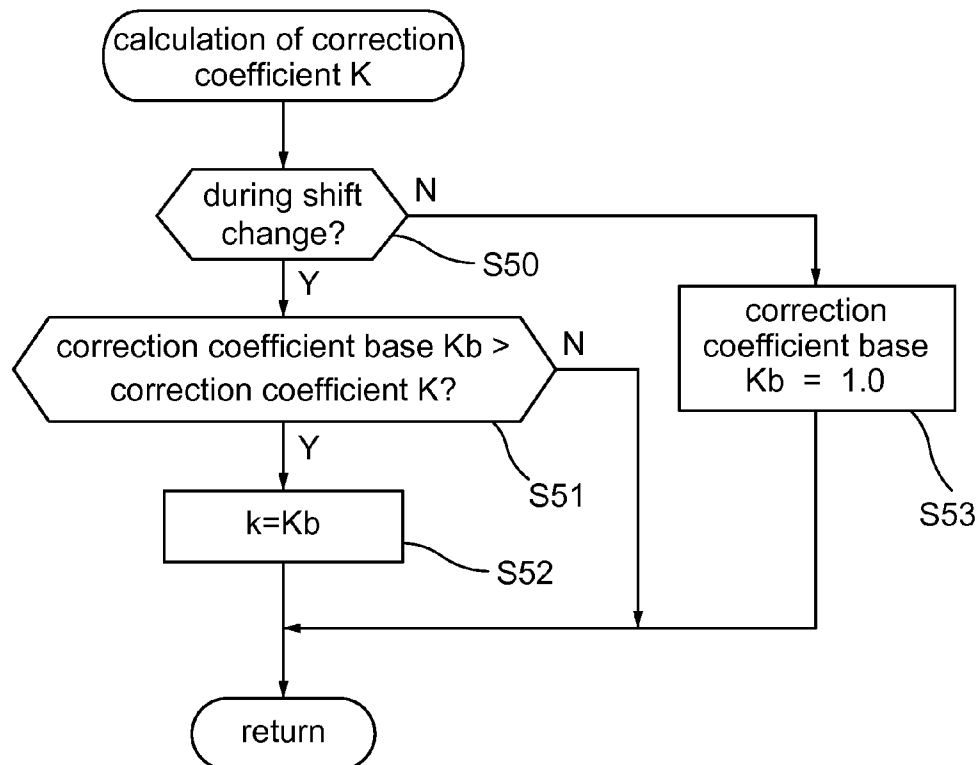 calculation of correction
coefficient K
during shift
change?
N
S50
Y
correction coefficient base Kb >
correction coefficient K?
N
S51
Y
correction
coefficient base
Kb = 1.0
S53
k=Kb
S52
return